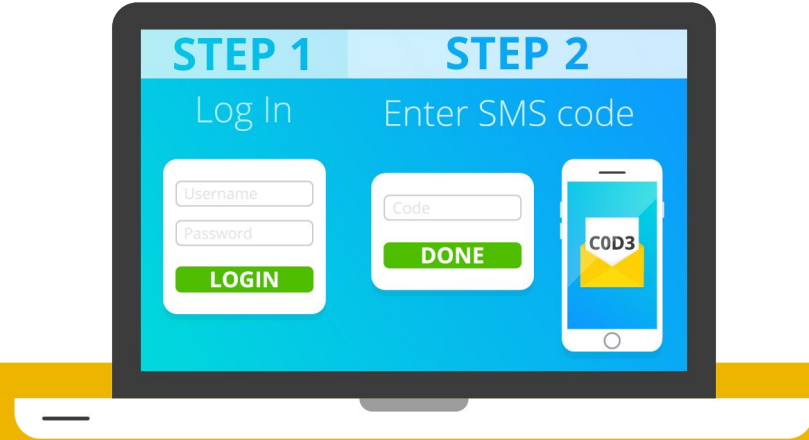 STEP 1
Log In
Username
Password
LOGIN
STEP 2
Enter SMS code
Code
DONE
C0D3